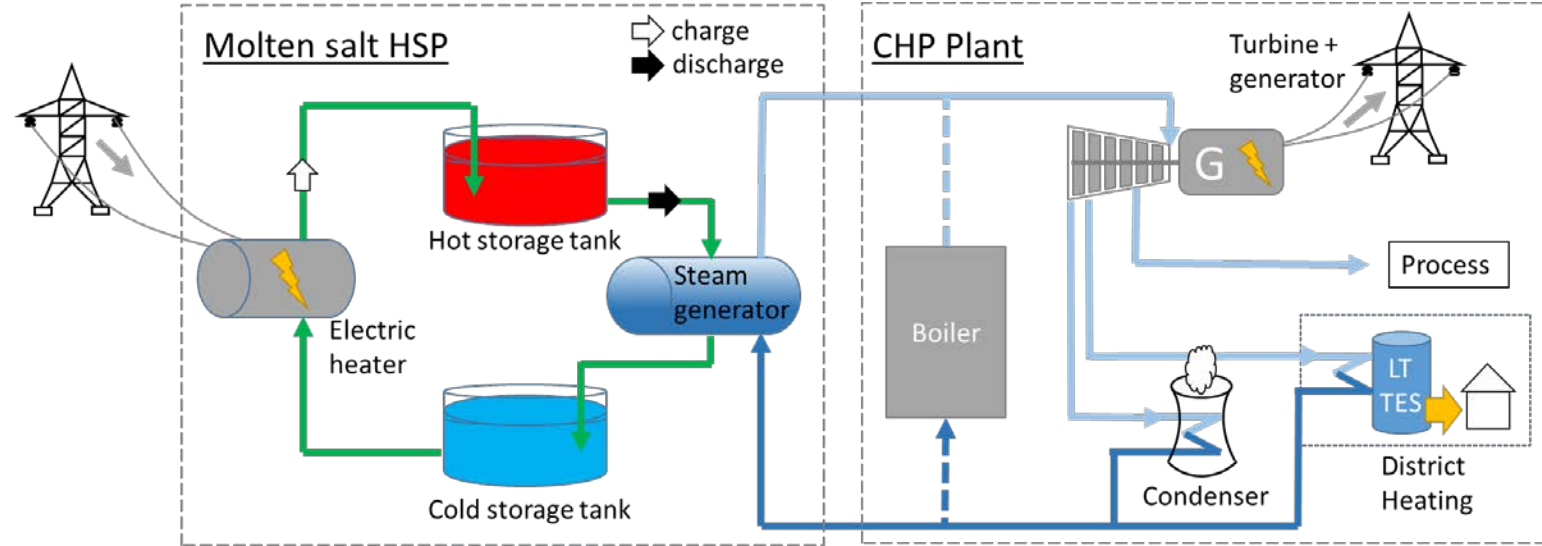 Molten salt HSP
charge
discharge
Hot storage tank
Steam
generator
Electric
heater
Cold storage tank
CHP Plant
Turbine +
generator
G
Process
Boiler
LT
TES
Condenser
District
Heating